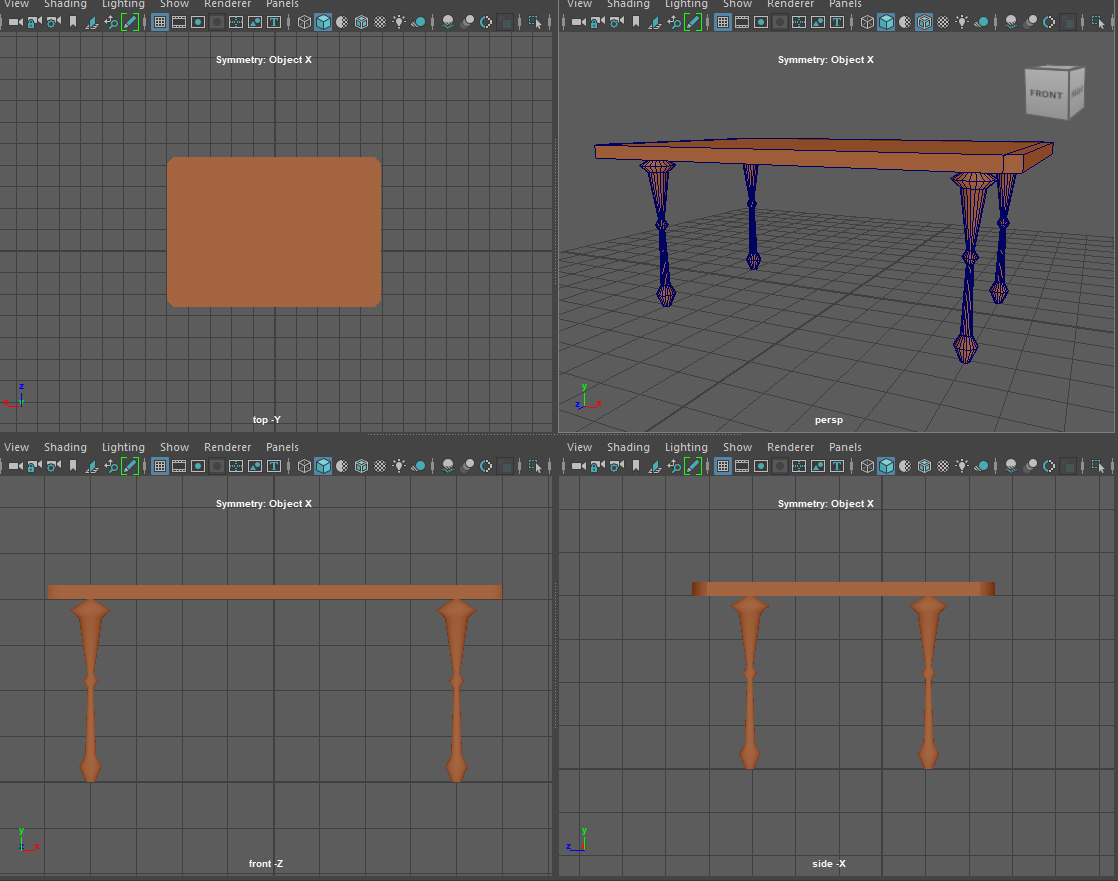 View Shading Lighting Show Renderer Panels
Symmetry: Object X
z
x
y
top -Y
View Shading Lighting Show Renderer Panels
Symmetry: Object X
FRONT
y
z
x
persp
View Shading Lighting Show Renderer Panels
Symmetry: Object X
y
z
x
front -Z
View Shading Lighting Show Renderer Panels
Symmetry: Object X
y
z
side -X